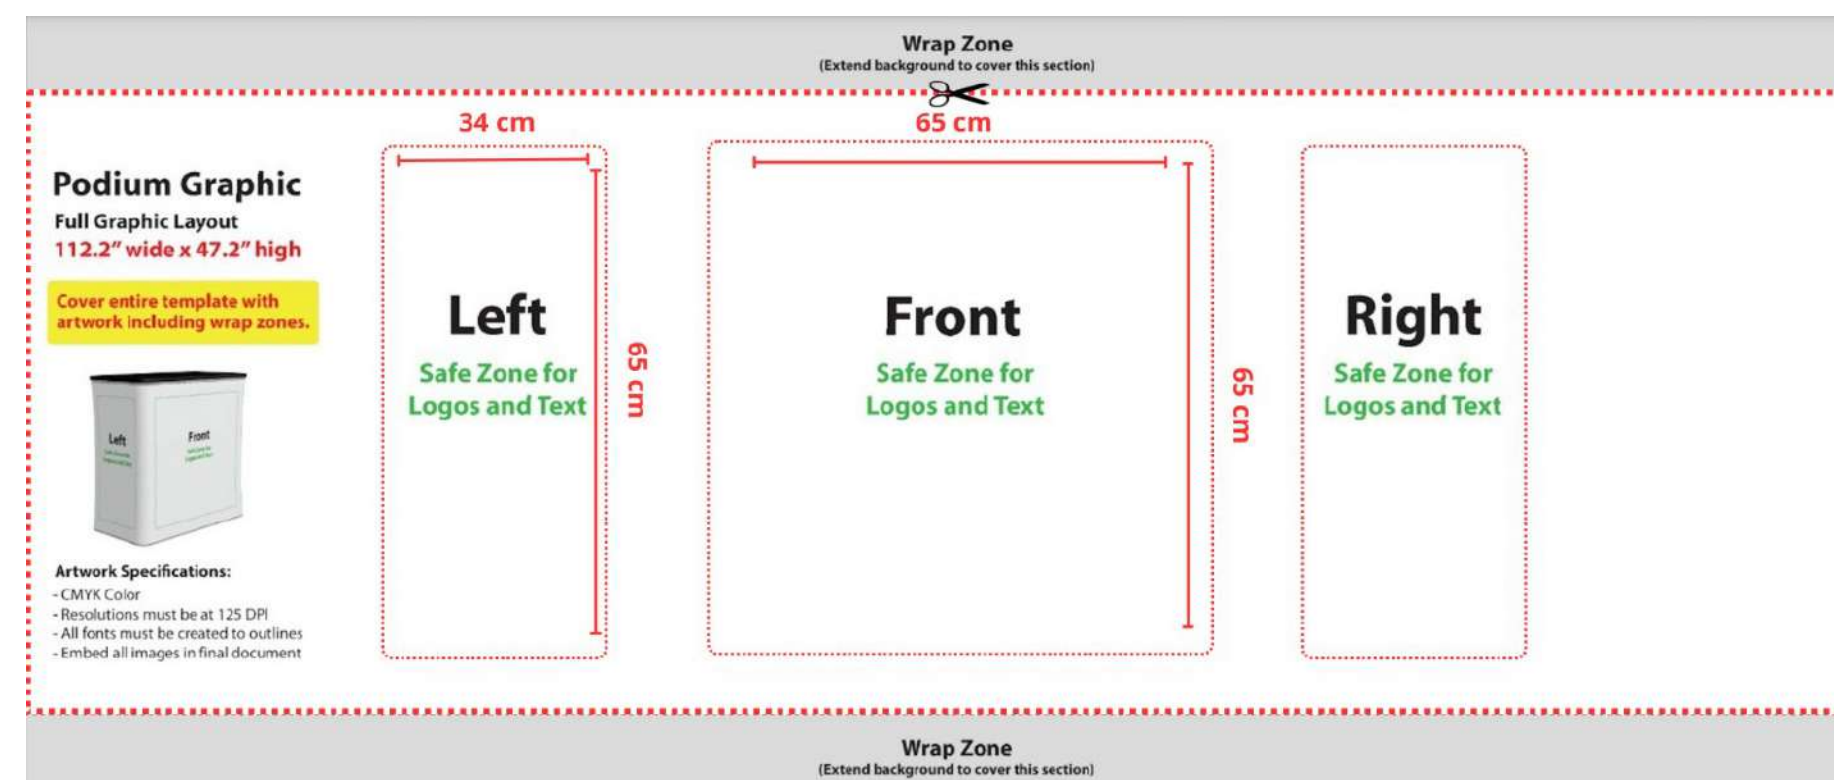 Wrap Zone
(Extend background to cover this section)
34 cm
65 cm
Podium Graphic
Full Graphic Layout
112.2" wide x 47.2" high
Cover entire template with
artwork including wrap zones.
Left
Safe Zone for
Logos and Text
65 cm
Front
Safe Zone for
Logos and Text
65 cm
Right
Safe Zone for
Logos and Text
Left
Front
Artwork Specifications:
- CMYK Color
- Resolutions must be at 125 DPI
- All fonts must be created to outlines
- Embed all images in final document
Wrap Zone
(Extend background to cover this section)